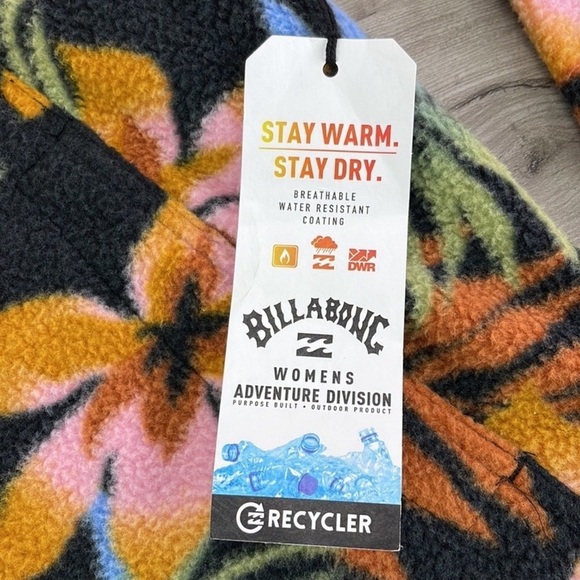 STAY WARM.
STAY DRY.
BREATHABLE
WATER RESISTANT
COATING
DWR
BILLABONG
WOMENS
ADVENTURE DIVISION
PURPOSE BUILT • OUTDOOR PRODUCT
RECYCLER